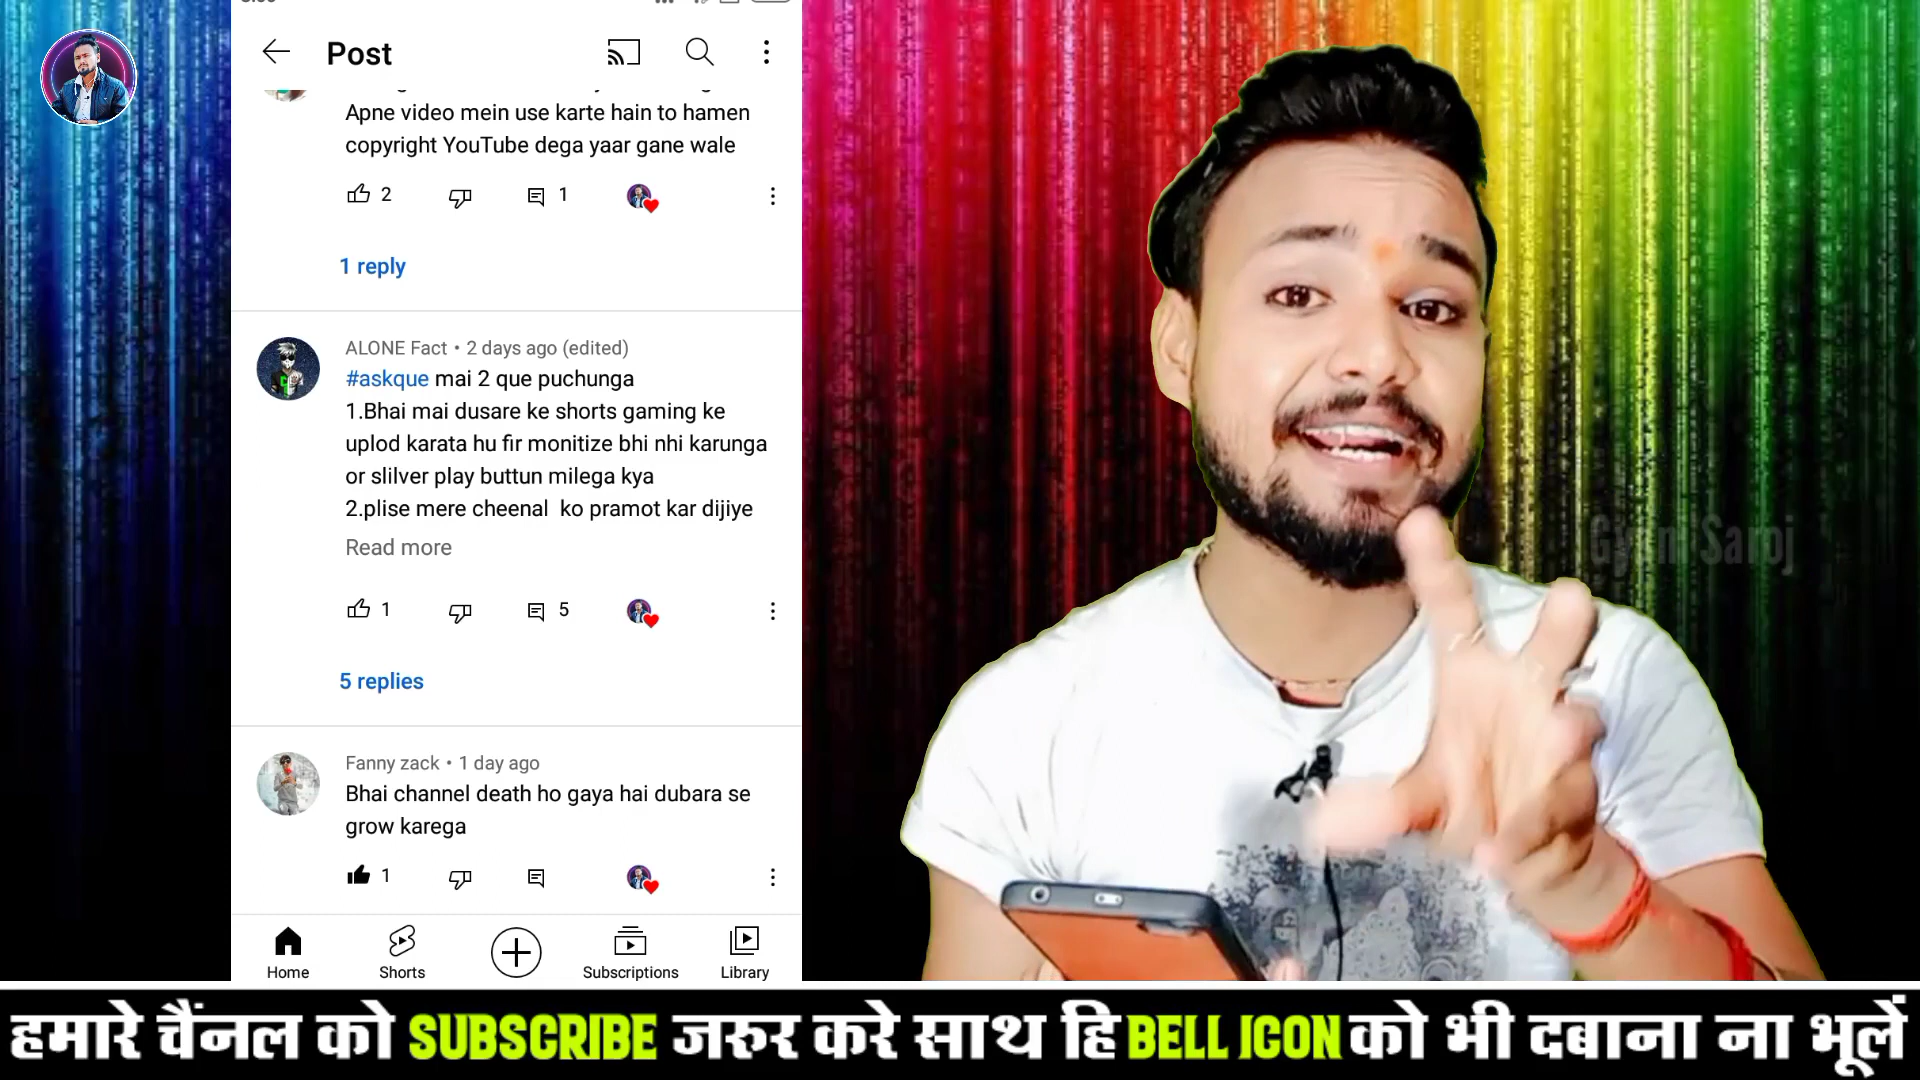 Post
Apne video mein use karte hain to hamen
copyright YouTube dega yaar gane wale
2
1
1 reply
ALONE Fact • 2 days ago (edited)
#askque mai 2 que puchunga
1.Bhai mai dusare ke shorts gaming ke
uplod karata hu fir monitize bhi nhi karunga
or slilver play buttun milega kya
2.plise mere cheenal ko pramot kar dijiye
Read more
1
5
5 replies
Fanny zack • 1 day ago
Bhai channel death ho gaya hai dubara se
grow karega
1
Home
Shorts
Subscriptions
Library
Gyan Saroj
हमारे चैंनल को SUBSCRIBE जरुर करे साथ हि BELL ICON को भी दबाना ना भूलें